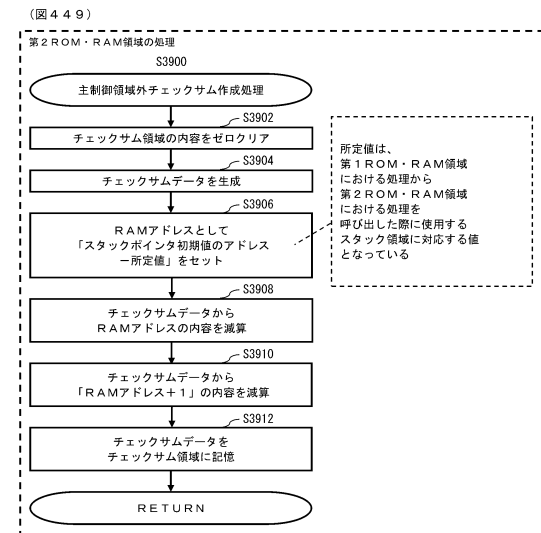 （図４４９）
第２ＲＯＭ・ＲＡＭ領域の処理
S3900
主制御領域外チェックサム作成処理
S3902
チェックサム領域の内容をゼロクリア
S3904
チェックサムデータを生成
S3906
ＲＡＭアドレスとして
「スタックポインタ初期値のアドレス
－所定値」をセット
所定値は、
第１ＲＯＭ・ＲＡＭ領域
における処理から
第２ＲＯＭ・ＲＡＭ領域
における処理を
呼び出した際に使用する
スタック領域に対応する値
となっている
S3908
チェックサムデータから
ＲＡＭアドレスの内容を減算
S3910
チェックサムデータから
「ＲＡＭアドレス＋１」の内容を減算
S3912
チェックサムデータを
チェックサム領域に記憶
ＲＥＴＵＲＮ